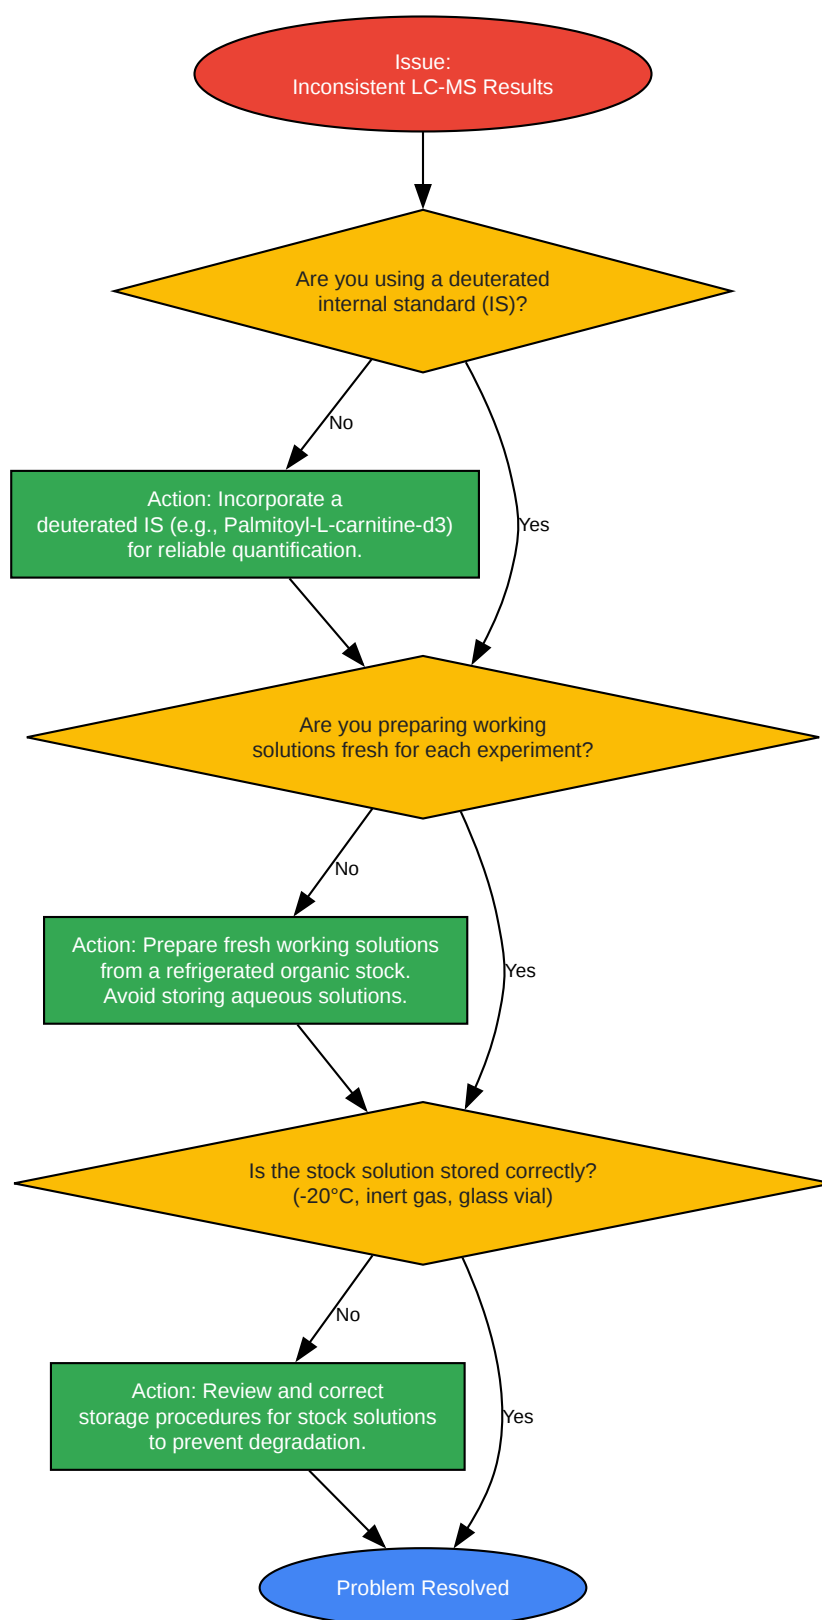 Issue:
Inconsistent LC-MS Results
Are you using a deuterated
internal standard (IS)?
No
Action: Incorporate a
deuterated IS (e.g., Palmitoyl-L-carnitine-d3)
for reliable quantification.
Yes
Are you preparing working
solutions fresh for each experiment?
No
Action: Prepare fresh working solutions
from a refrigerated organic stock.
Avoid storing aqueous solutions.
Yes
Is the stock solution stored correctly?
(-20°C, inert gas, glass vial)
No
Action: Review and correct
storage procedures for stock solutions
to prevent degradation.
Yes
Problem Resolved